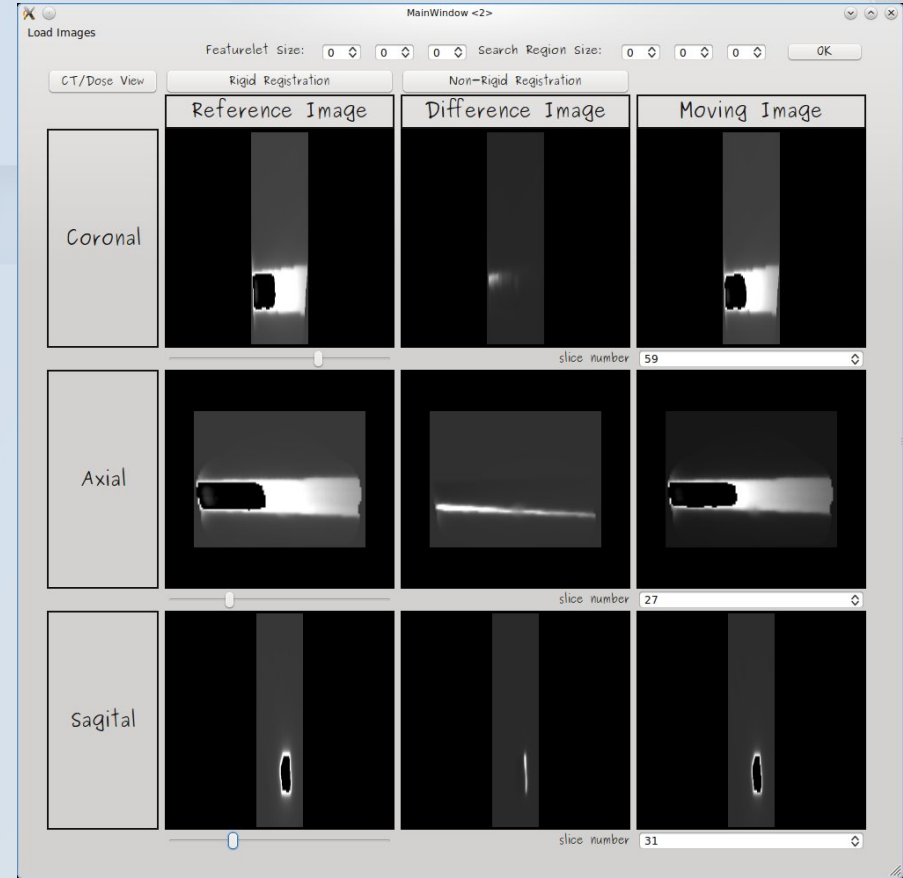 MainWindow <2>
Load Images
Featurelet Size: 0 0 0 Search Region Size: 0 0 0 OK
CT/Dose View Rigid Registration Non-Rigid Registration
Reference Image Difference Image Moving Image
Coronal
slice number 59
Axial
slice number 27
Sagital
slice number 31